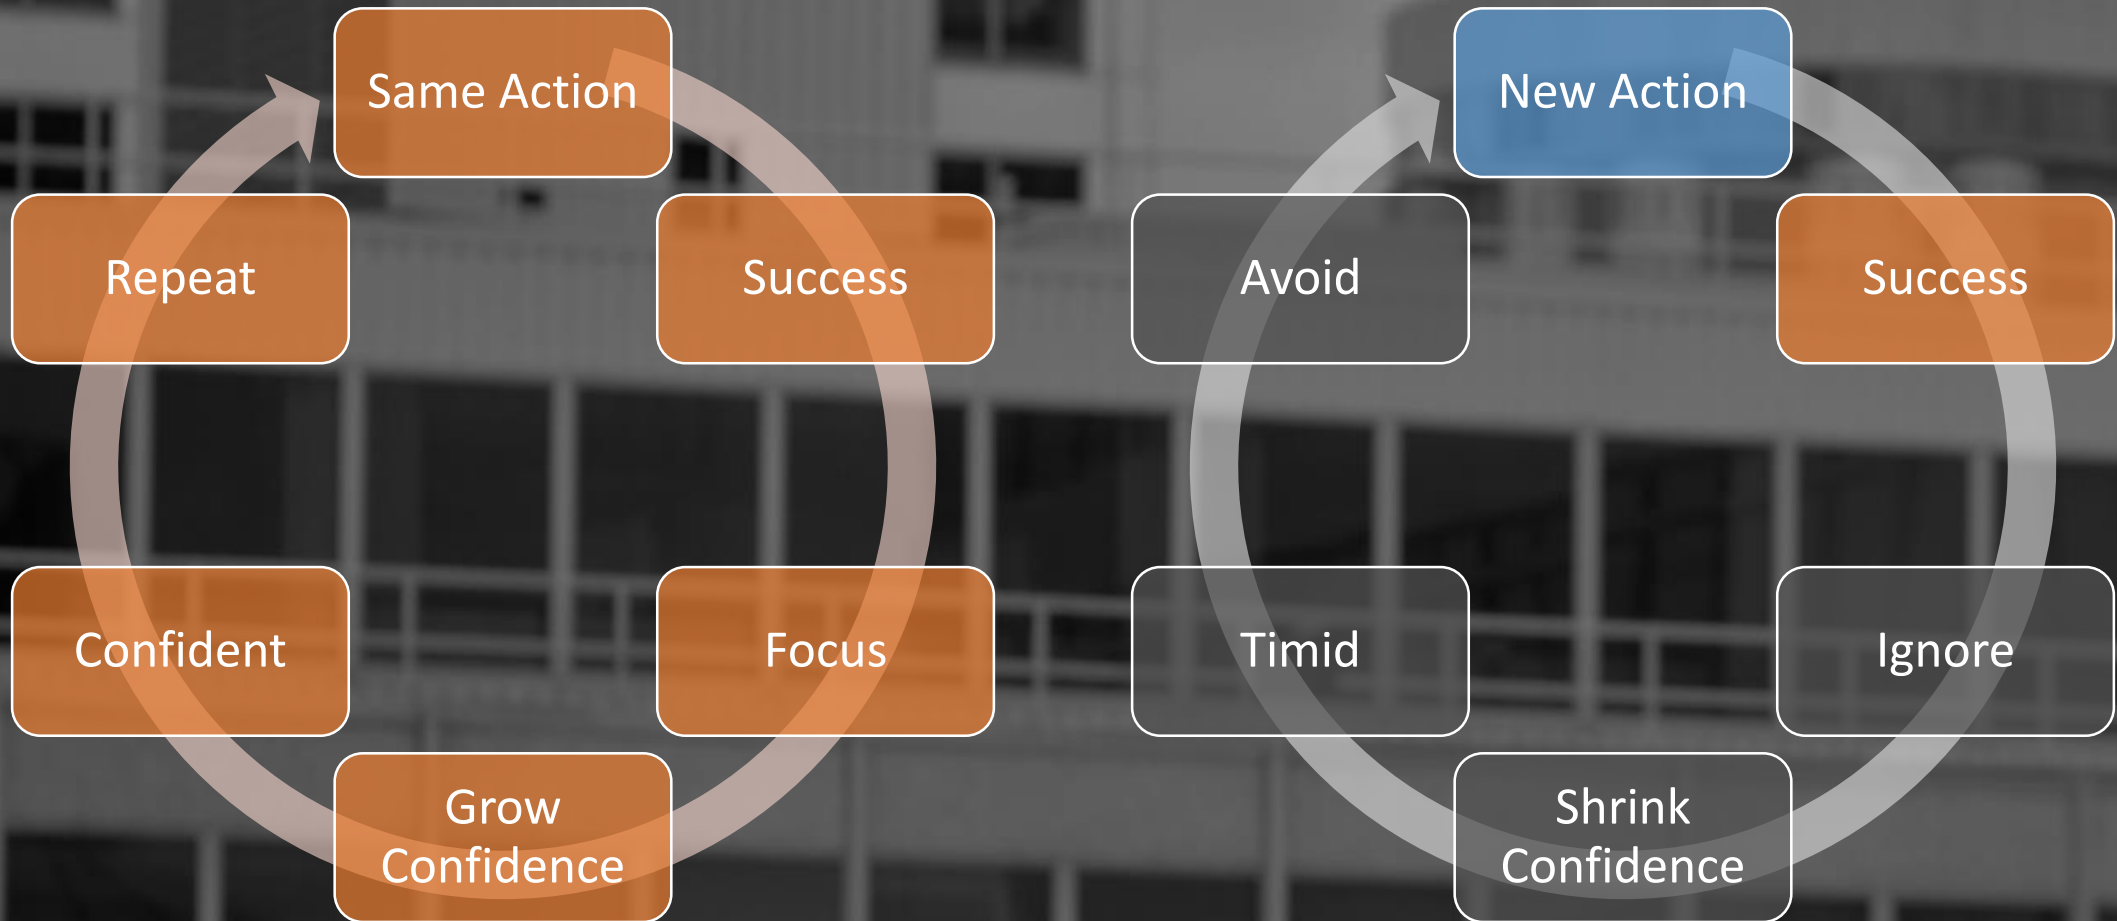 Same Action
Success
Focus
Grow
Confidence
Confident
Repeat
New Action
Success
Ignore
Shrink
Confidence
Timid
Avoid